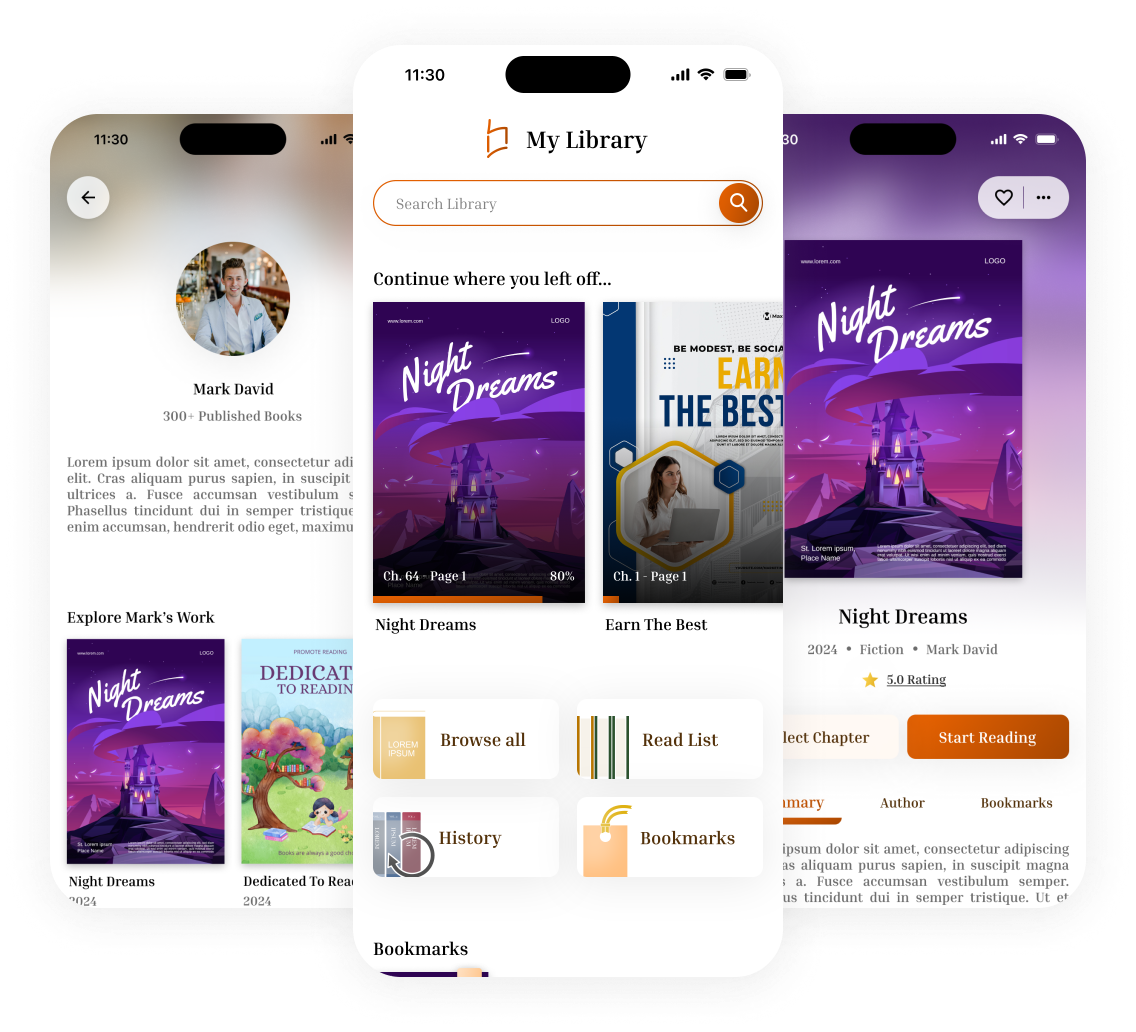 11:30
Mark David
300+ Published Books
Lorem ipsum dolor sit amet, consectetur adi
elit. Cras aliquam purus sapien, in suscipit
ultrices a. Fusce accumsan vestibulum s
Phasellus tincidunt dui in semper tristique
enim accumsan, hendrerit odio eget, maximu
Explore Mark's Work
www.lorem.com
LOGO
Night
Dreams
St. Lorem ipsum,
Place Name
PROMOTE READING
DEDICAT
TO READIN
Books are always a good ch
Night Dreams
2024
Dedicated To Rea
2024
11:30
My Library
Search Library
Continue where you left off...
www.lorem.com
LOGO
Night
Dreams
Ch. 64 - Page 1
80%
Night Dreams
BE MODEST, BE SOCIA
EARN
THE BEST
Ch. 1 - Page 1
Earn The Best
LOREM
IPSUM
Browse all
Read List
LOREM
IPSUM
LOREM
History
Bookmarks
Bookmarks
30
www.lorem.com
LOGO
Night
Dreams
St. Lorem ipsum,
Place Name
Night Dreams
2024 • Fiction • Mark David
5.0 Rating
lect Chapter
Start Reading
mmary
Author
Bookmarks
ipsum dolor sit amet, consectetur adipiscing
as aliquam purus sapien, in suscipit magna
s a. Fusce accumsan vestibulum semper.
us tincidunt dui in semper tristique. Ut et